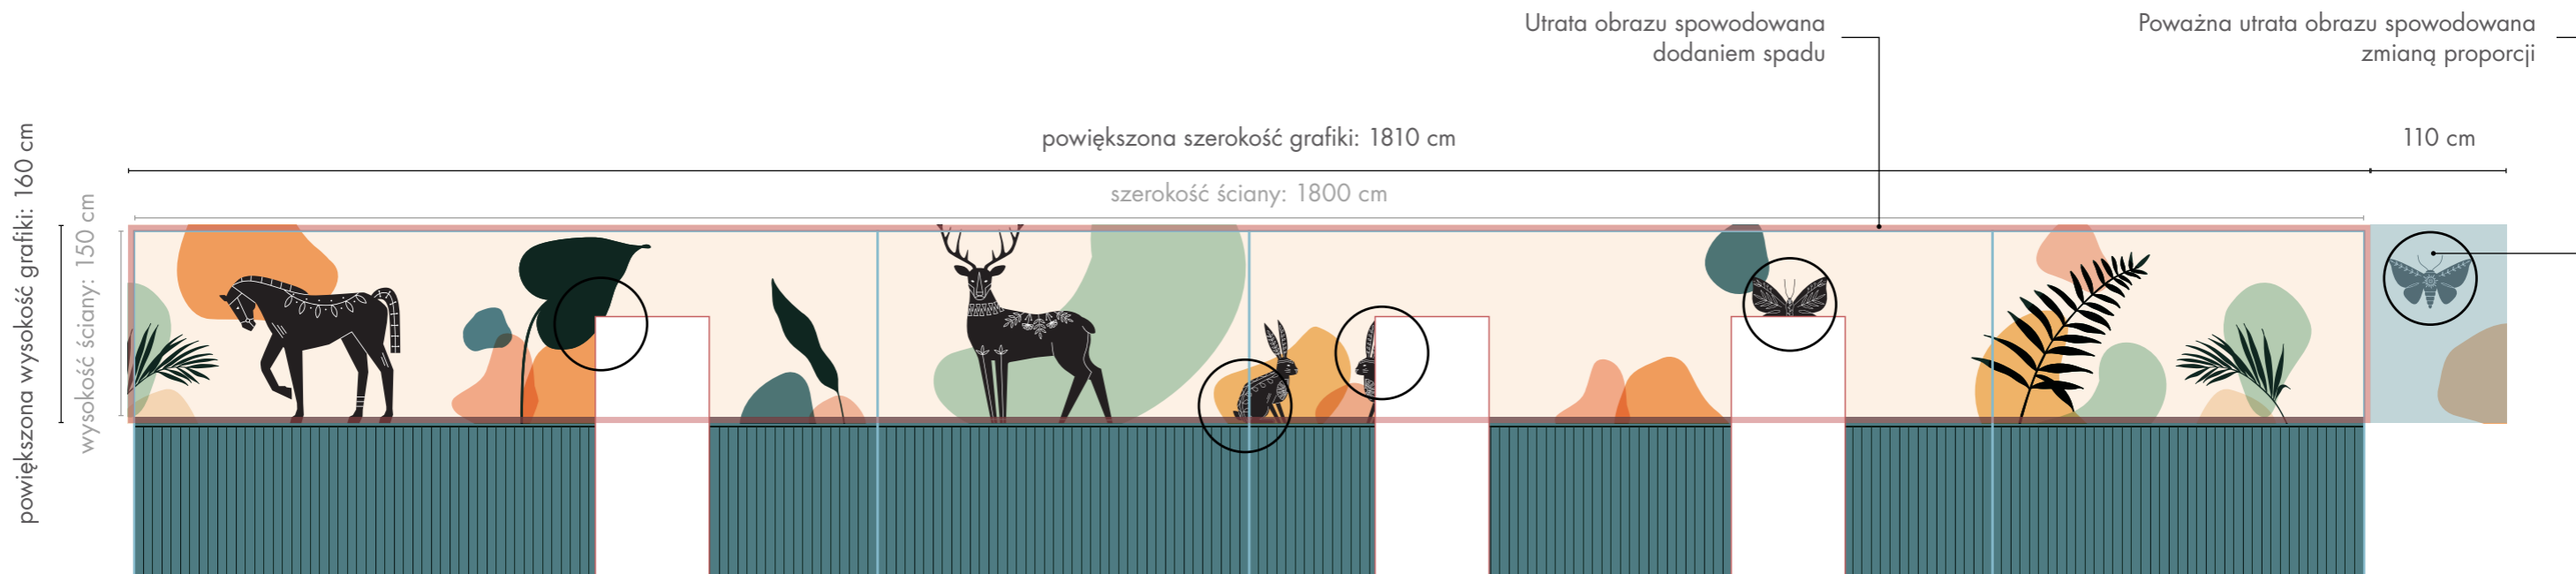 Utrata obrazu spowodowana
dodaniem spadu
Poważna utrata obrazu spowodowana
zmianą proporcji
powiększona szerokość grafiki: 1810 cm
110 cm
szerokość ściany: 1800 cm
powiększona wysokość grafiki: 160 cm
wysokość ściany: 150 cm